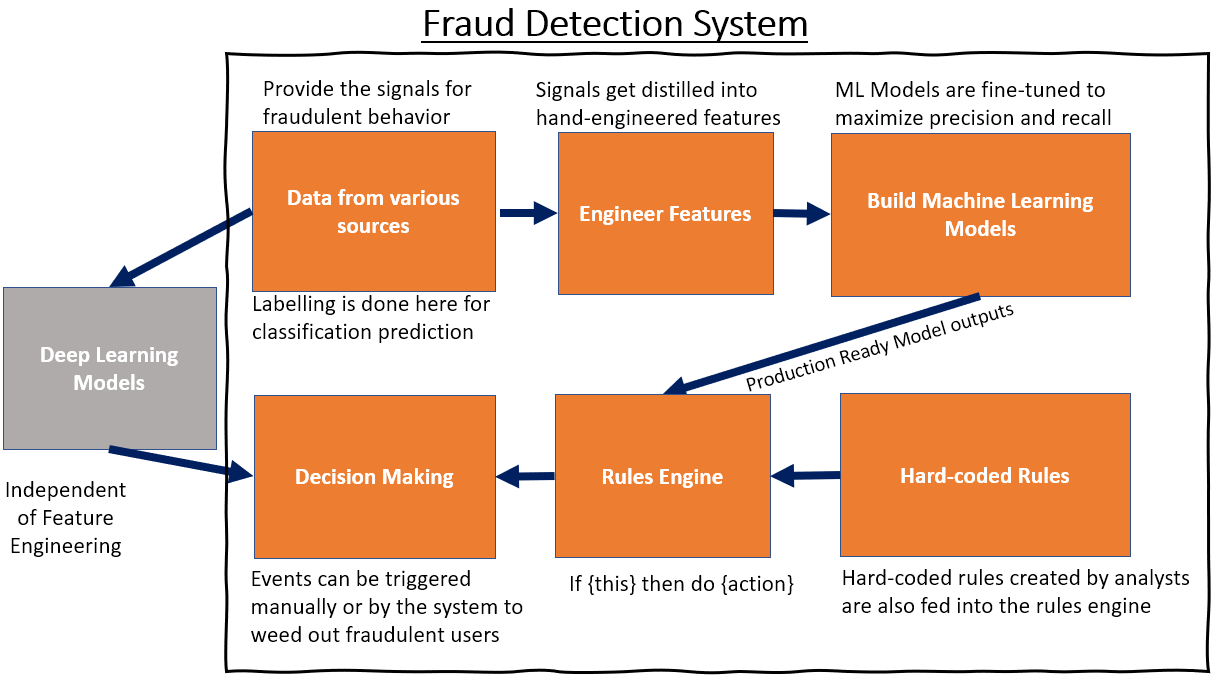 Fraud Detection System
Provide the signals for
fraudulent behavior
Signals get distilled into
hand-engineered features
ML Models are fine-tuned to
maximize precision and recall
Data from various
sources
Engineer Features
Build Machine Learning
Models
Labelling is done here for
classification prediction
Production Ready Model outputs
Deep Learning
Models
Independent
of Feature
Engineering
Decision Making
Rules Engine
Hard-coded Rules
Events can be triggered
manually or by the system to
weed out fraudulent users
If {this} then do {action}
Hard-coded rules created by analysts
are also fed into the rules engine